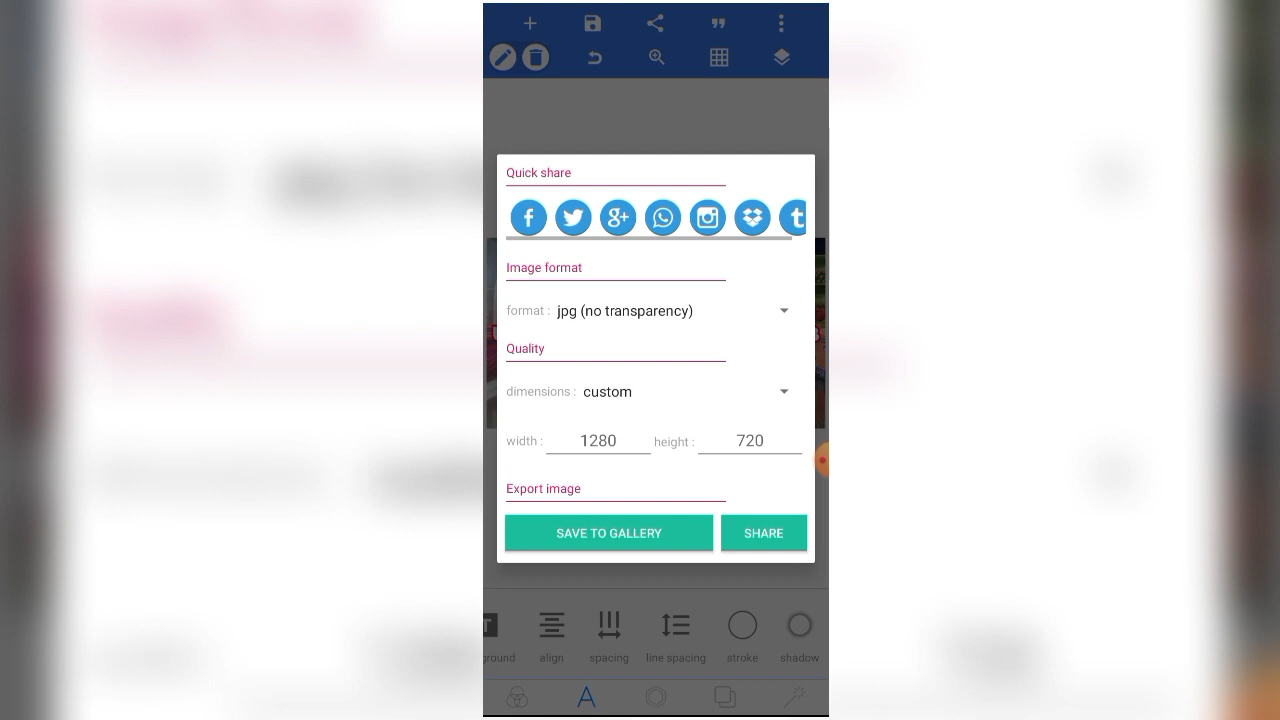 Quick share
Image format
format : jpg (no transparency)
Quality
dimensions : custom
width : 1280 height : 720
Export image
SAVE TO GALLERY SHARE
ground align spacing line spacing stroke shadow